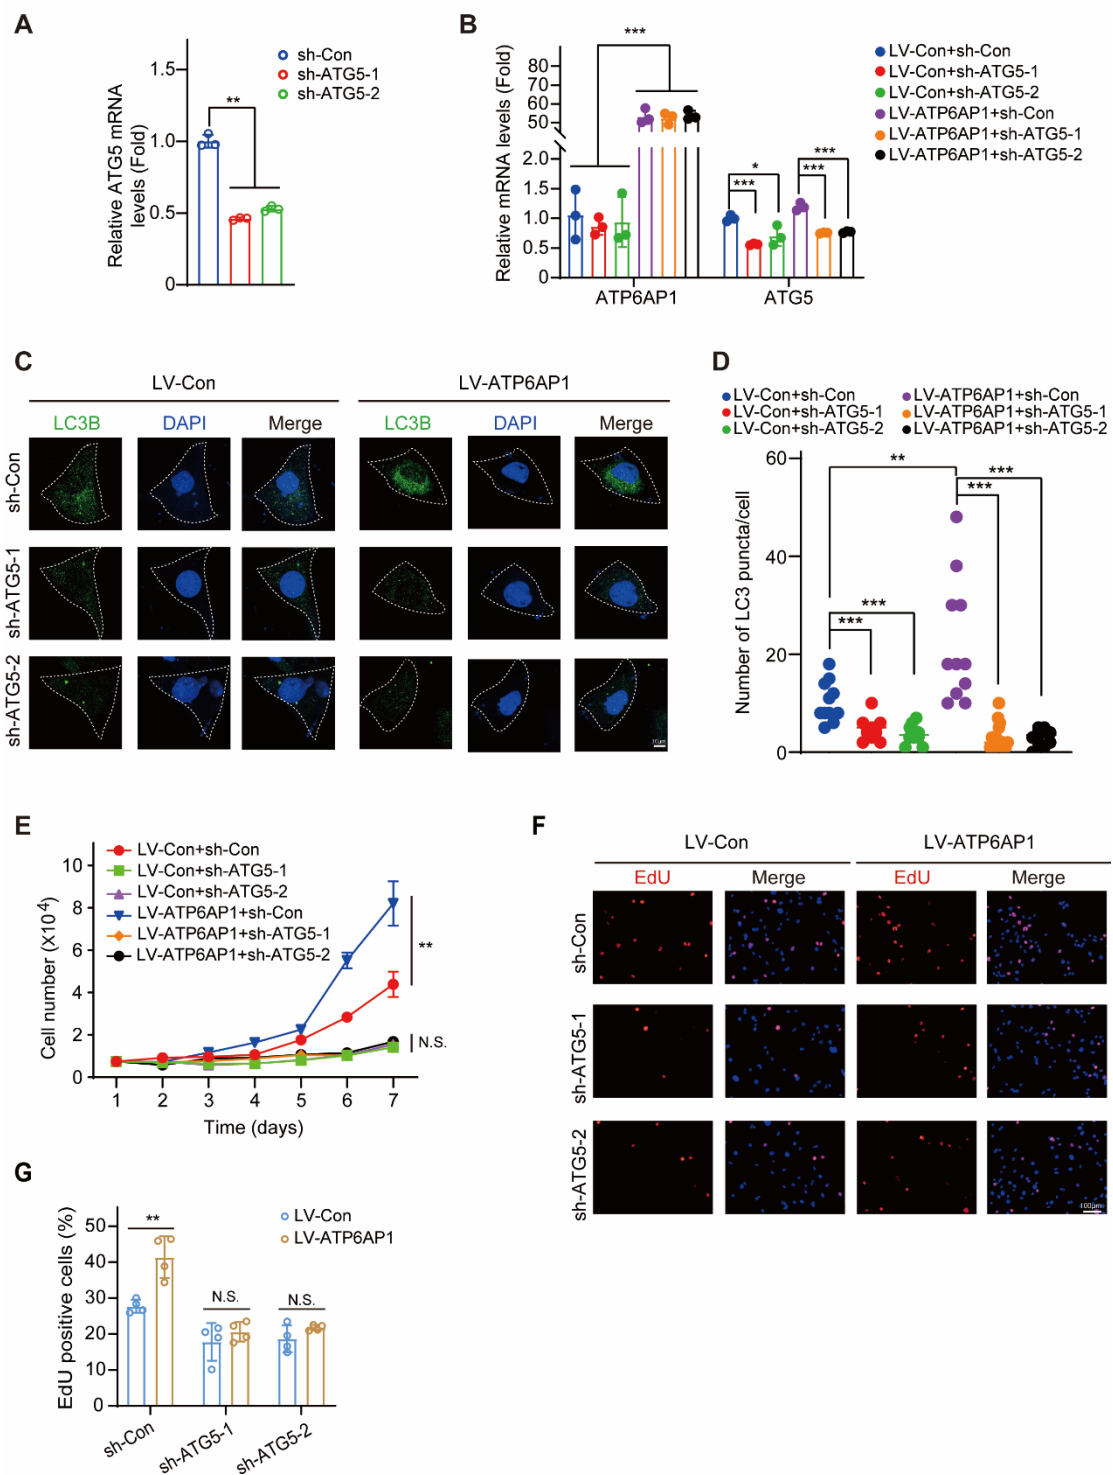 A
Relative ATG5 mRNA
levels (Fold)
1.5
1.0
0.5
0
**
sh-Con
sh-ATG5-1
sh-ATG5-2
B
Relative mRNA levels (Fold)
80
70
60
50
2.0
1.5
1.0
0.5
0
***
***
*
***
***
ATP6AP1
ATG5
LV-Con+sh-Con
LV-Con+sh-ATG5-1
LV-Con+sh-ATG5-2
LV-ATP6AP1+sh-Con
LV-ATP6AP1+sh-ATG5-1
LV-ATP6AP1+sh-ATG5-2
C
LV-Con
LV-ATP6AP1
LC3B
DAPI
Merge
LC3B
DAPI
Merge
sh-Con
sh-ATG5-1
sh-ATG5-2
10μm
D
LV-Con+sh-Con
LV-Con+sh-ATG5-1
LV-Con+sh-ATG5-2
LV-ATP6AP1+sh-Con
LV-ATP6AP1+sh-ATG5-1
LV-ATP6AP1+sh-ATG5-2
Number of LC3 puncta/cell
60
40
20
0
**
***
***
***
***
E
LV-Con+sh-Con
LV-Con+sh-ATG5-1
LV-Con+sh-ATG5-2
LV-ATP6AP1+sh-Con
LV-ATP6AP1+sh-ATG5-1
LV-ATP6AP1+sh-ATG5-2
Cell number (X10⁴)
10
8
6
4
2
0
**
N.S.
1 2 3 4 5 6 7
Time (days)
F
LV-Con
LV-ATP6AP1
EdU
Merge
EdU
Merge
sh-Con
sh-ATG5-1
sh-ATG5-2
100μm
G
EdU positive cells (%)
50
40
30
20
10
0
**
N.S.
N.S.
LV-Con
LV-ATP6AP1
sh-Con
sh-ATG5-1
sh-ATG5-2